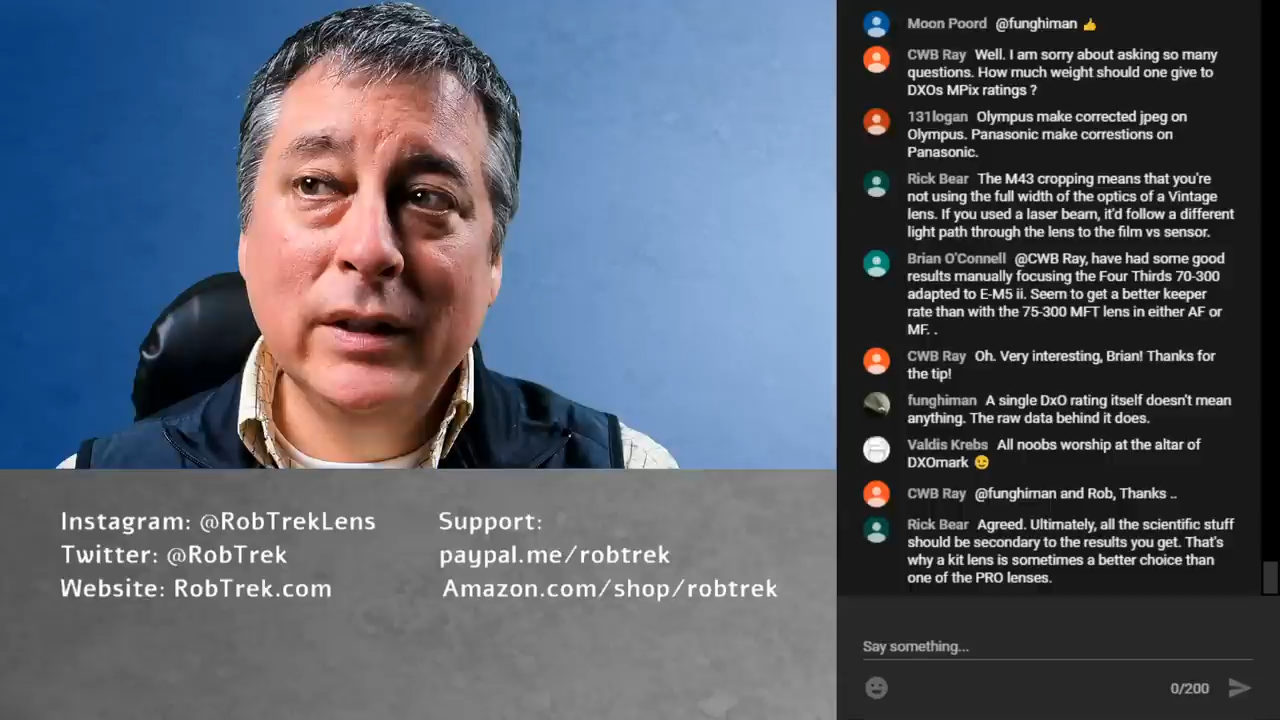 Instagram: @RobTrekLens
Twitter: @RobTrek
Website: RobTrek.com
Support:
paypal.me/robtrek
Amazon.com/shop/robtrek
Moon Poord @funghiman 👍
CWB Ray Well. I am sorry about asking so many
questions. How much weight should one give to
DXOs MPix ratings ?
131logan Olympus make corrected jpeg on
Olympus. Panasonic make correstions on
Panasonic.
Rick Bear The M43 cropping means that you're
not using the full width of the optics of a Vintage
lens. If you used a laser beam, it'd follow a different
light path through the lens to the film vs sensor.
Brian O'Connell @CWB Ray, have had some good
results manually focusing the Four Thirds 70-300
adapted to E-M5 ii. Seem to get a better keeper
rate than with the 75-300 MFT lens in either AF or
MF. .
CWB Ray Oh. Very interesting, Brian! Thanks for
the tip!
funghiman A single DxO rating itself doesn't mean
anything. The raw data behind it does.
Valdis Krebs All noobs worship at the altar of
DXOmark 😉
CWB Ray @funghiman and Rob, Thanks ..
Rick Bear Agreed. Ultimately, all the scientific stuff
should be secondary to the results you get. That's
why a kit lens is sometimes a better choice than
one of the PRO lenses.
Say something...
0/200